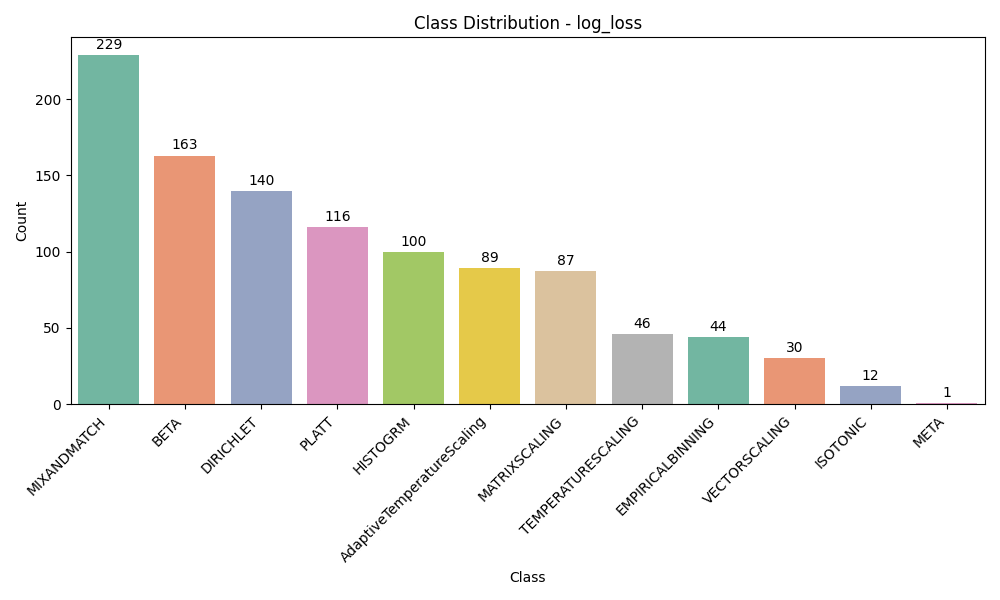 Class Distribution - log_loss
Count
200
150
100
50
0
229
163
140
116
100
89
87
46
44
30
12
1
MIXANDMATCH
BETA
DIRICHLET
PLATT
HISTOGRM
AdaptiveTemperatureScaling
MATRIXSCALING
TEMPERATURESCALING
EMPIRICALBINNING
VECTORSCALING
ISOTONIC
META
Class